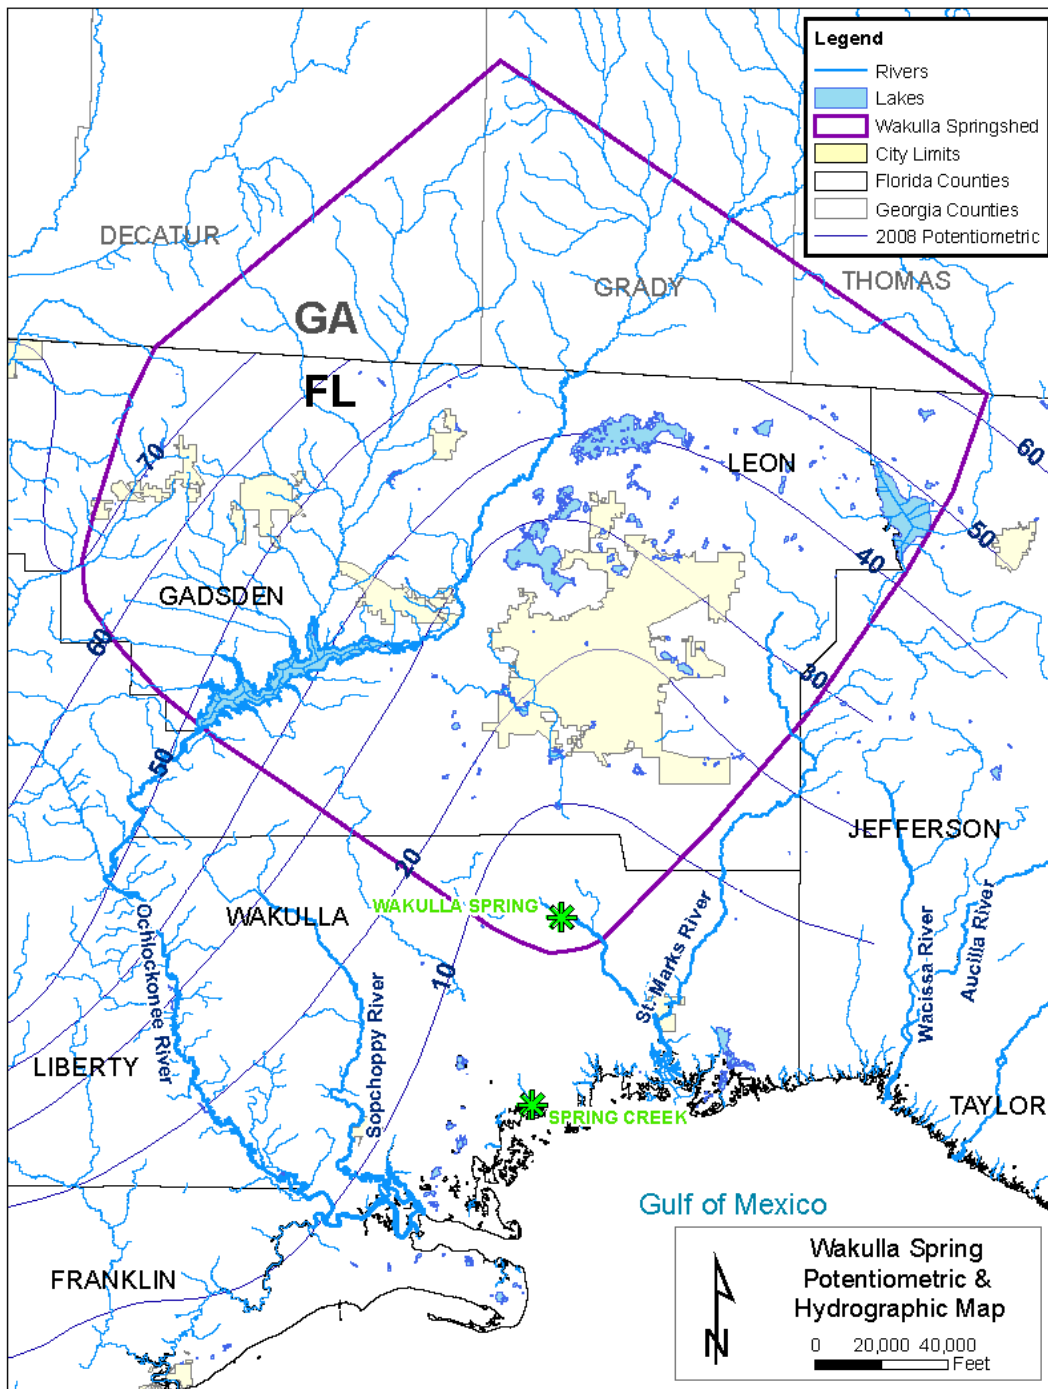 Legend
Rivers
Lakes
Wakulla Springshed
City Limits
Florida Counties
Georgia Counties
2008 Potentiometric
DECATUR
GRADY
THOMAS
GA
FL
70
LEON
60
50
40
GADSDEN
60
30
50
JEFFERSON
20
WAKULLA SPRING
WAKULLA
10
Ochlockonee River
Sopchoppy River
St. Marks River
Wacissa River
Aucilla River
LIBERTY
SPRING CREEK
TAYLOR
Gulf of Mexico
FRANKLIN
Wakulla Spring
Potentiometric &
Hydrographic Map
N
0 20,000 40,000
Feet